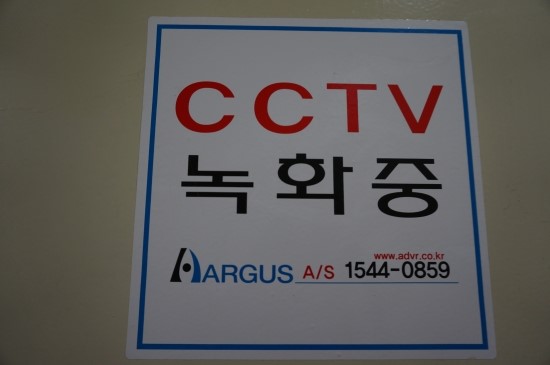 CCTV
녹화중
www.advr.co.kr
ARGUS A/S 1544-0859